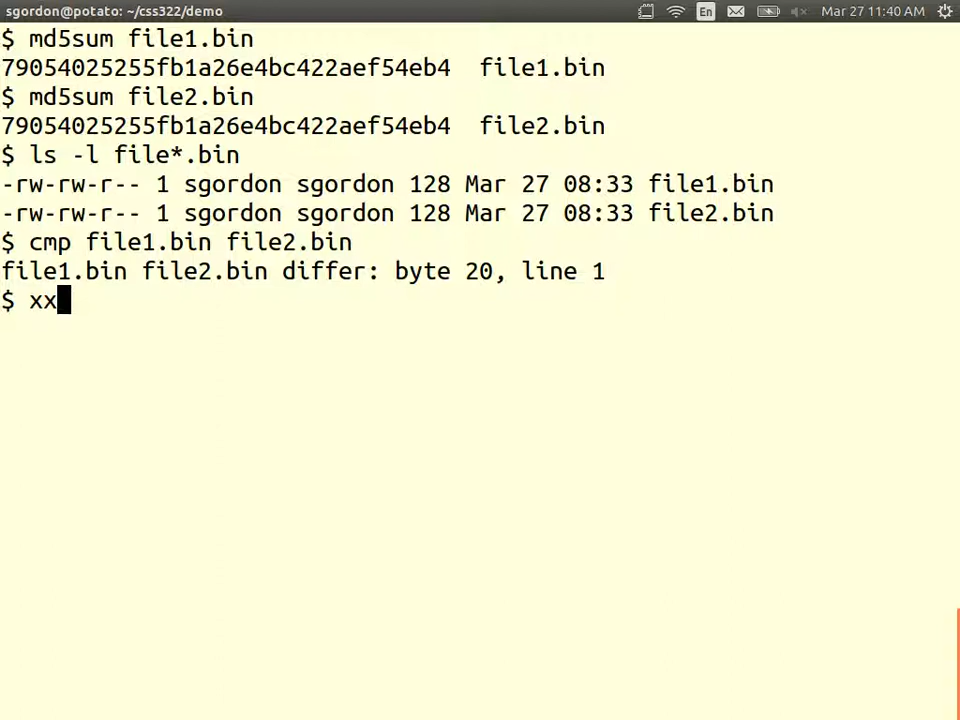 sgordon@potato: ~/css322/demo
En
Mar 27 11:40 AM
$ md5sum file1.bin
79054025255fb1a26e4bc422aef54eb4  file1.bin
$ md5sum file2.bin
79054025255fb1a26e4bc422aef54eb4  file2.bin
$ ls -l file*.bin
-rw-rw-r-- 1 sgordon sgordon 128 Mar 27 08:33 file1.bin
-rw-rw-r-- 1 sgordon sgordon 128 Mar 27 08:33 file2.bin
$ cmp file1.bin file2.bin
file1.bin file2.bin differ: byte 20, line 1
$ xx